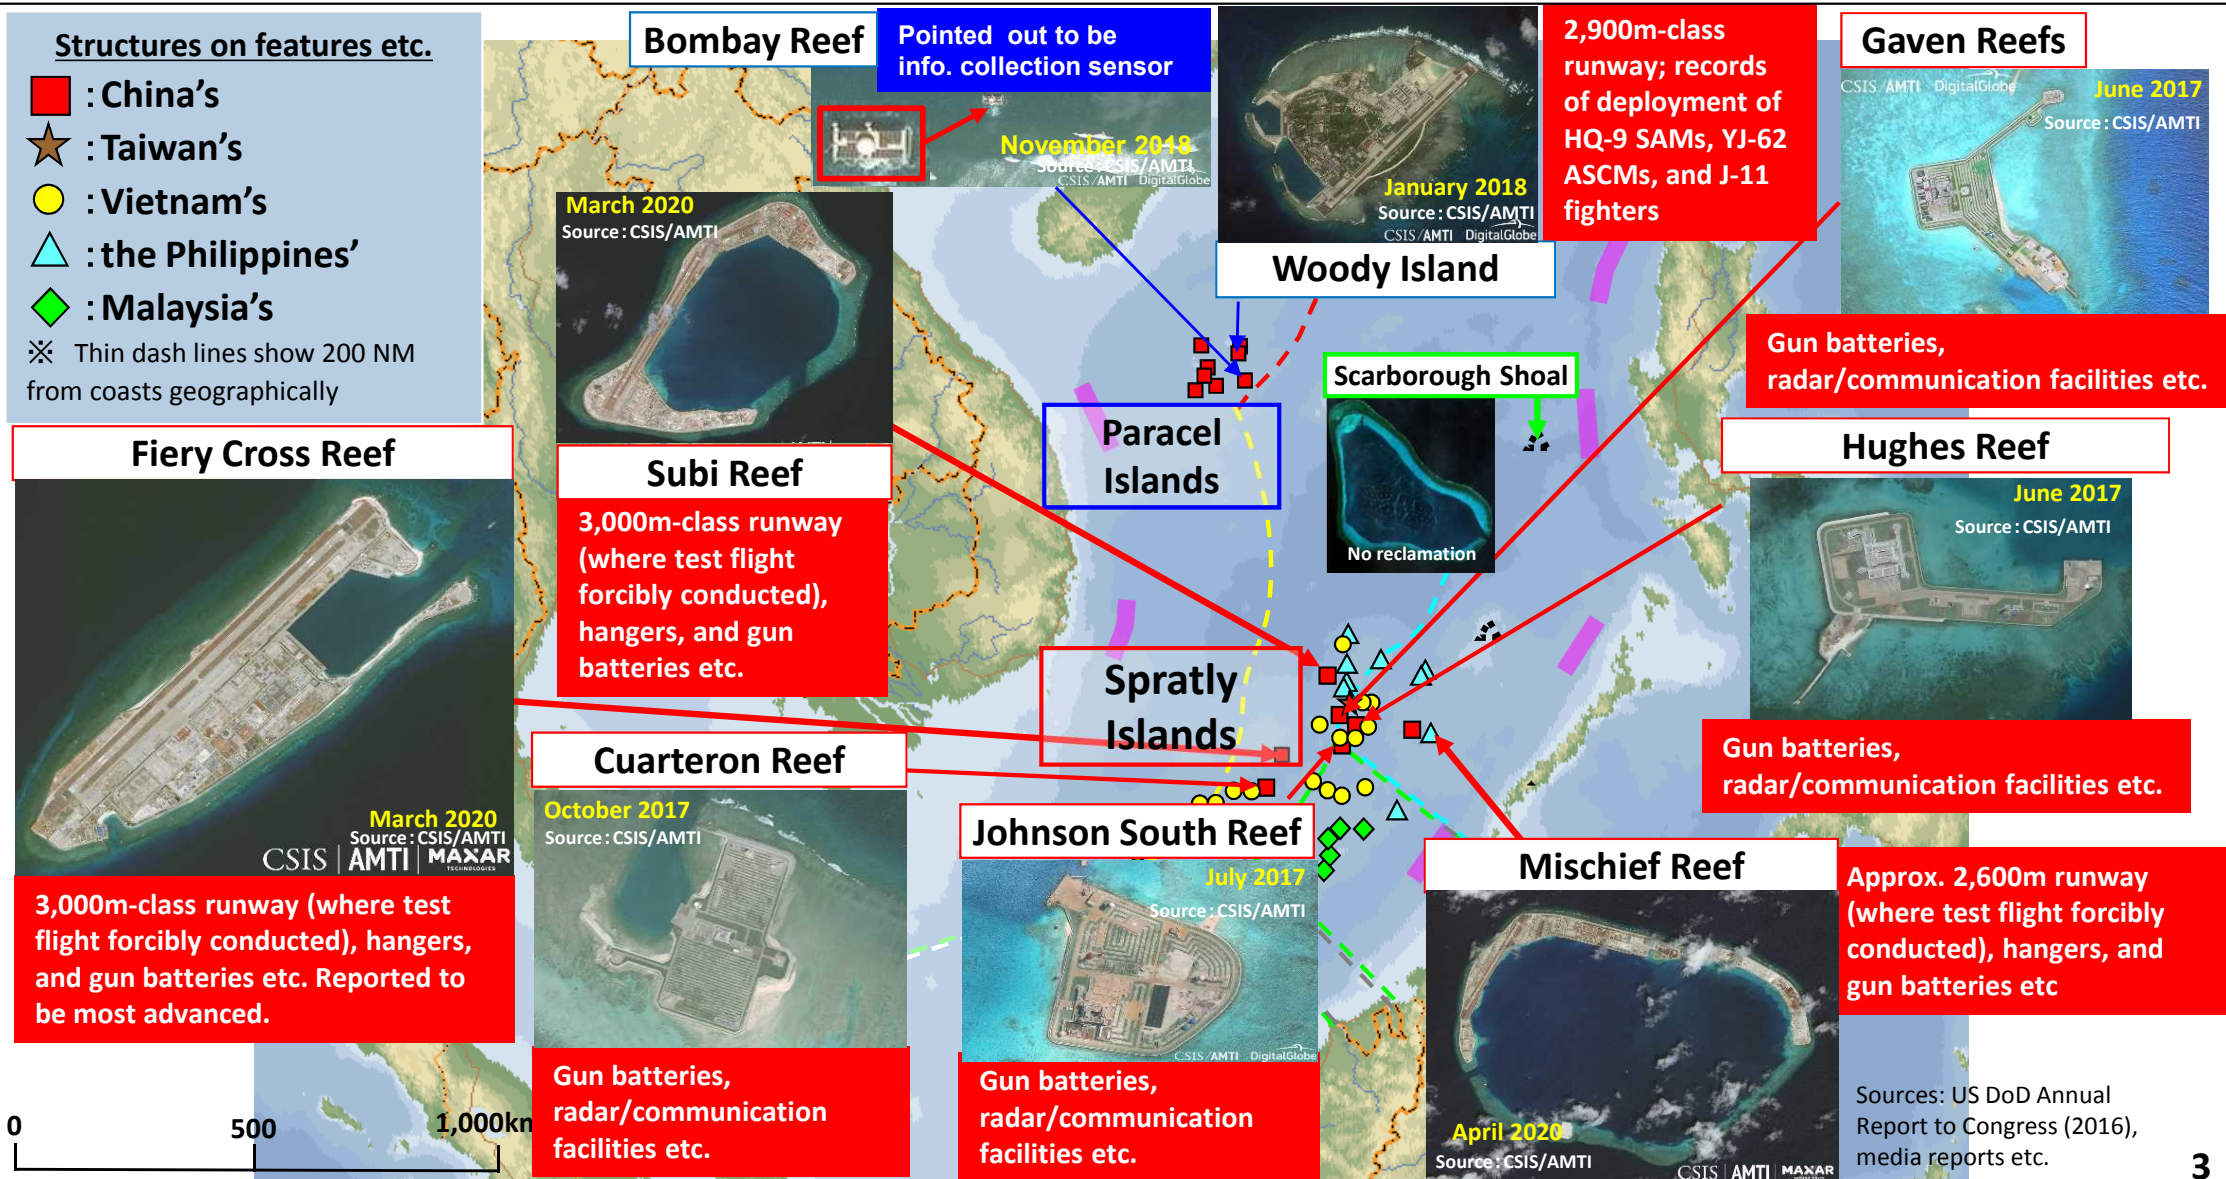 Structures on features etc.
: China's
: Taiwan's
: Vietnam's
: the Philippines'
: Malaysia's
※ Thin dash lines show 200 NM
from coasts geographically
Bombay Reef
Pointed out to be
info. collection sensor
November 2018
Source : CSIS/AMTI
CSIS/AMTI DigitalGlobe
January 2018
Source : CSIS/AMTI
CSIS/AMTI DigitalGlobe
Woody Island
2,900m-class
runway; records
of deployment of
HQ-9 SAMs, YJ-62
ASCMs, and J-11
fighters
Gaven Reefs
CSIS/AMTI DigitalGlobe
June 2017
Source : CSIS/AMTI
Gun batteries,
radar/communication facilities etc.
March 2020
Source : CSIS/AMTI
Subi Reef
3,000m-class runway
(where test flight
forcibly conducted),
hangers, and gun
batteries etc.
Paracel
Islands
Scarborough Shoal
No reclamation
Hughes Reef
June 2017
Source : CSIS/AMTI
Gun batteries,
radar/communication facilities etc.
Fiery Cross Reef
March 2020
Source : CSIS/AMTI
CSIS | AMTI | MAXAR
TECHNOLOGIES
3,000m-class runway (where test
flight forcibly conducted), hangers,
and gun batteries etc. Reported to
be most advanced.
Spratly
Islands
Cuarteron Reef
October 2017
Source : CSIS/AMTI
Gun batteries,
radar/communication
facilities etc.
Johnson South Reef
July 2017
Source : CSIS/AMTI
CSIS/AMTI DigitalGlobe
Gun batteries,
radar/communication
facilities etc.
Mischief Reef
April 2020
Source : CSIS/AMTI
CSIS | AMTI | MAXAR
Approx. 2,600m runway
(where test flight forcibly
conducted), hangers, and
gun batteries etc
0 500 1,000km
Sources: US DoD Annual
Report to Congress (2016),
media reports etc.
3